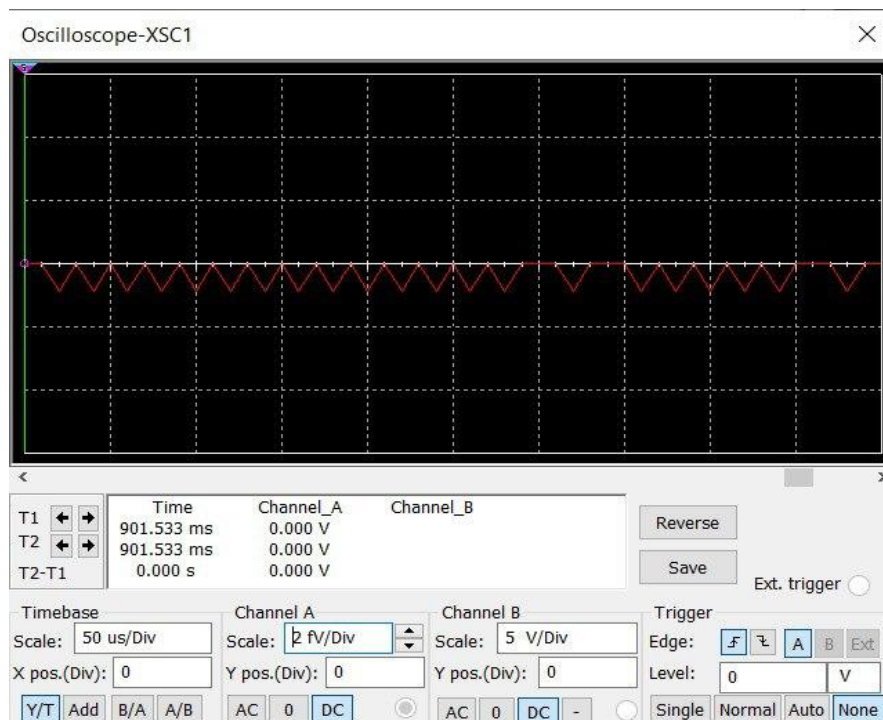 Oscilloscope-XSC1
Time Channel_A Channel_B
T1 901.533 ms 0.000 V
T2 901.533 ms 0.000 V
T2-T1 0.000 s 0.000 V
Reverse
Save
Ext. trigger
Timebase
Scale: 50 us/Div
X pos.(Div): 0
Y/T Add B/A A/B
Channel A
Scale: 2 fV/Div
Y pos.(Div): 0
AC 0 DC
Channel B
Scale: 5 V/Div
Y pos.(Div): 0
AC 0 DC -
Trigger
Edge: A B Ext
Level: 0 V
Single Normal Auto None